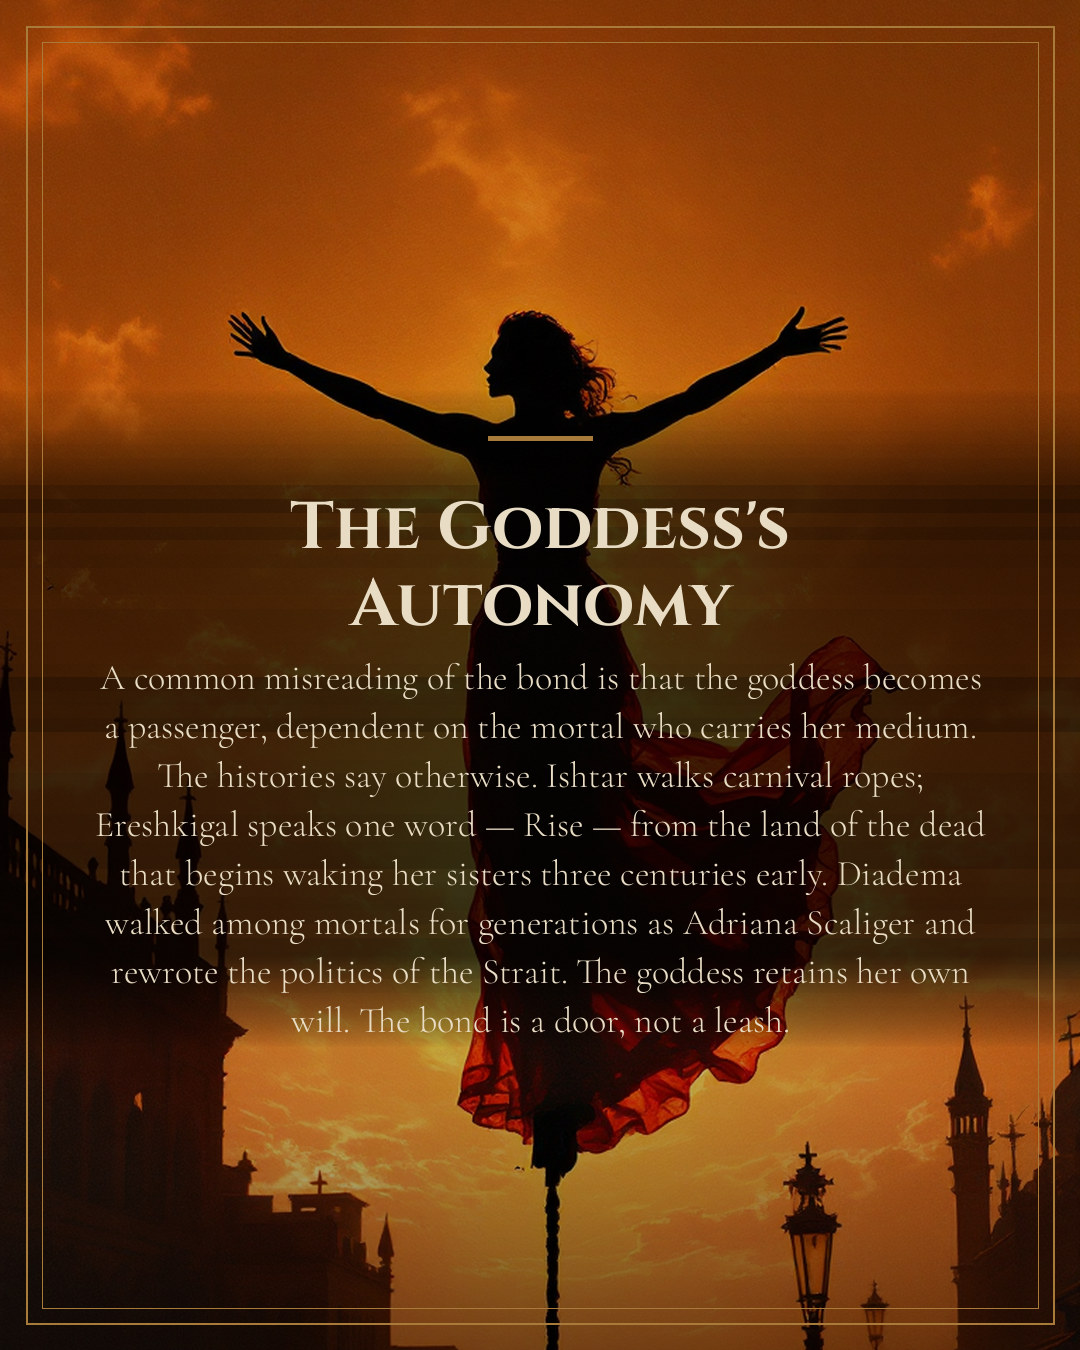 The Goddess's
Autonomy
A common misreading of the bond is that the goddess becomes
a passenger, dependent on the mortal who carries her medium.
The histories say otherwise. Ishtar walks carnival ropes;
Ereshkigal speaks one word — Rise — from the land of the dead
that begins waking her sisters three centuries early. Diadema
walked among mortals for generations as Adriana Scaliger and
rewrote the politics of the Strait. The goddess retains her own
will. The bond is a door, not a leash.